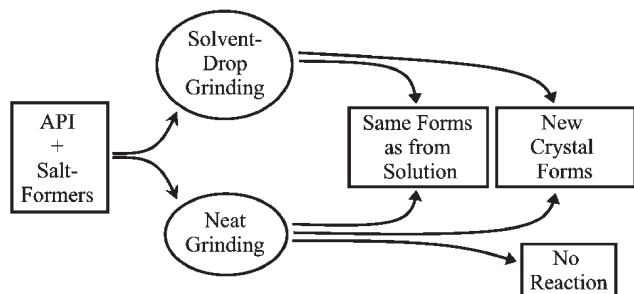 API
+
Salt-
Formers
Solvent-
Drop
Grinding
Neat
Grinding
Same Forms
as from
Solution
New
Crystal
Forms
No
Reaction